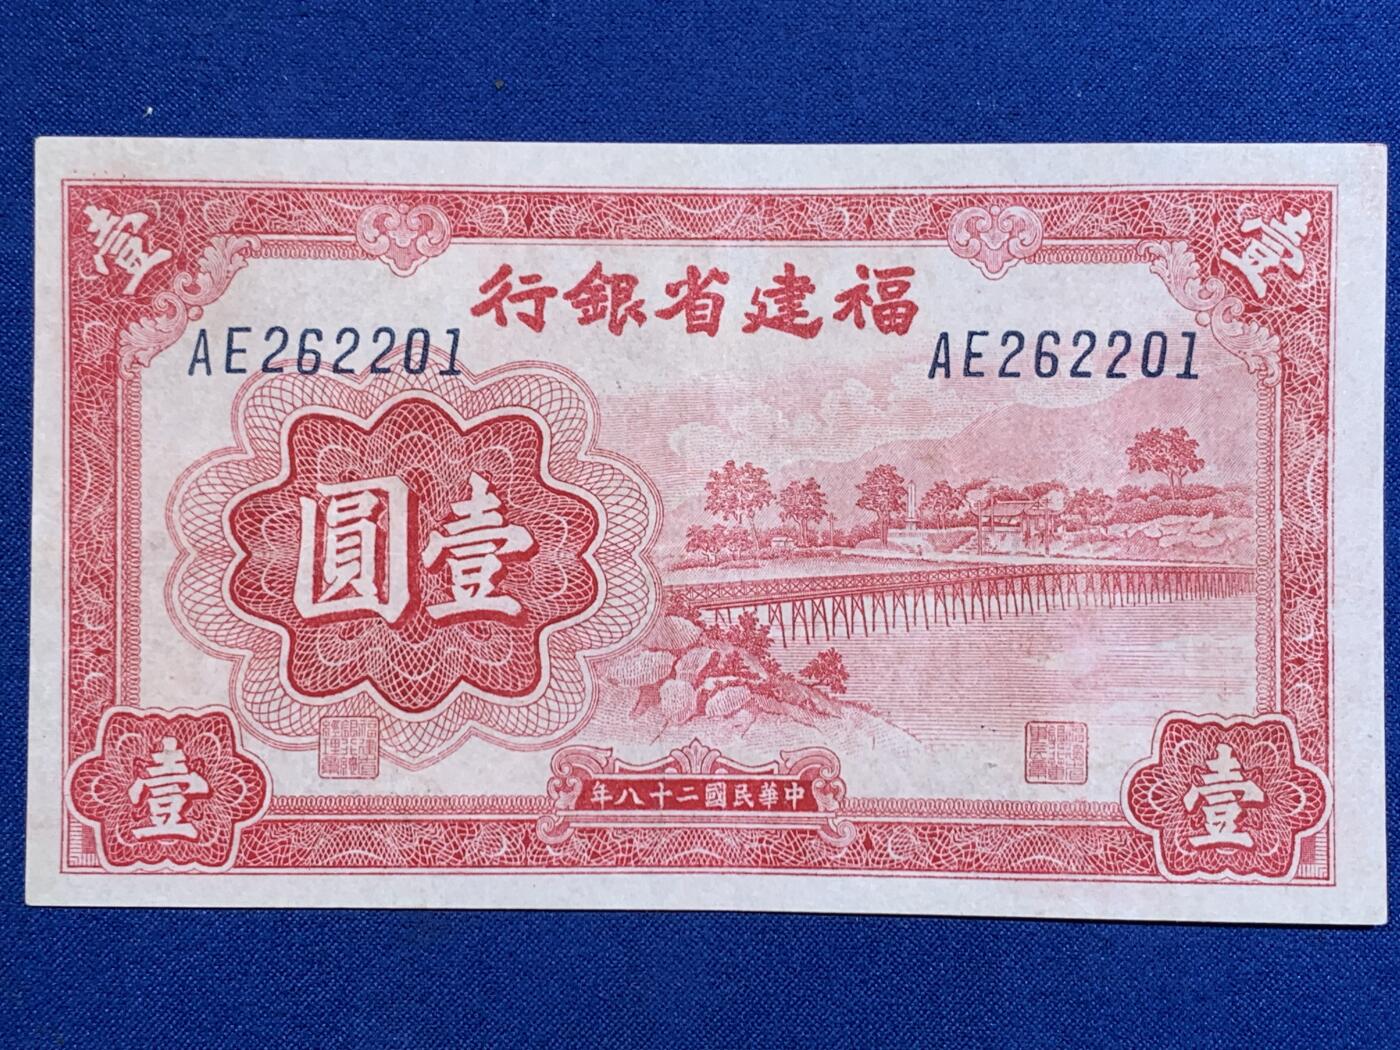 壹 壹
福建省銀行
AE262201 AE262201
壹圓
中華民國二十八年
壹 壹